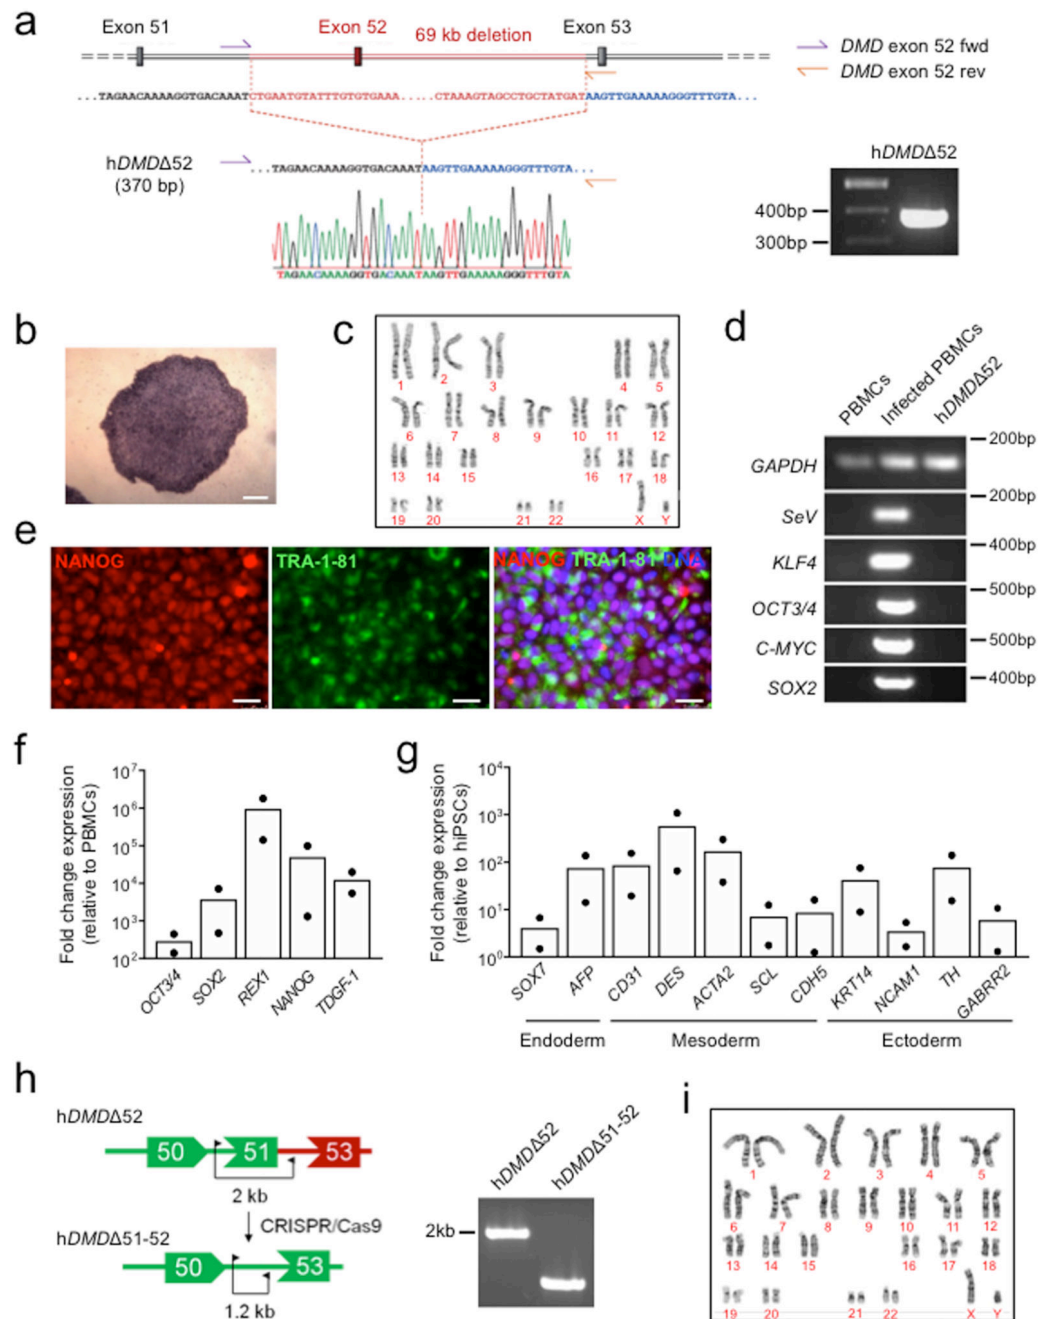 a
Exon 51
Exon 52
69 kb deletion
Exon 53
DMD exon 52 fwd
DMD exon 52 rev
...TAGAACAAAAGGTGACAAATCTGAATGTATTTGTGTGAAA.....CTAAAGTAGCCTGCTATGATAAGTTGAAAAAGGGTTTGTA...
hDMDΔ52
(370 bp)
...TAGAACAAAAGGTGACAAATAAGTTGAAAAAGGGTTTGTA...
TAGAACAAAAGGTGACAAATAAGTTGAAAAAGGGTTTGTA
hDMDΔ52
400bp
300bp
b
c
1 2 3 4 5
6 7 8 9 10 11 12
13 14 15 16 17 18
19 20 21 22 X Y
d
PBMCs
Infected PBMCs
hDMDΔ52
GAPDH
200bp
SeV
200bp
KLF4
400bp
OCT3/4
500bp
C-MYC
500bp
SOX2
400bp
e
NANOG
TRA-1-81
NANOG TRA-1-81 DNA
f
Fold change expression
(relative to PBMCs)
10⁷
10⁶
10⁵
10⁴
10³
10²
OCT3/4
SOX2
REX1
NANOG
TDGF-1
g
Fold change expression
(relative to hiPSCs)
10⁴
10³
10²
10¹
10⁰
SOX7
AFP
CD31
DES
ACTA2
SCL
CDH5
KRT14
NCAM1
TH
GABRR2
Endoderm
Mesoderm
Ectoderm
h
hDMDΔ52
50 51 53
2 kb
CRISPR/Cas9
hDMDΔ51-52
50 53
1.2 kb
hDMDΔ52
hDMDΔ51-52
2kb
i
1 2 3 4 5
6 7 8 9 10 11 12
13 14 15 16 17 18
19 20 21 22 X Y